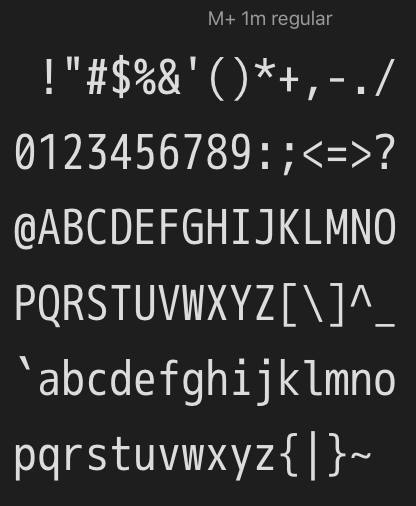 M+ 1m regular
!"#$%&'()*+,-./
0123456789:;<=>?
@ABCDEFGHIJKLMNO
PQRSTUVWXYZ[\]^_
`abcdefghijklmno
pqrstuvwxyz{|}~